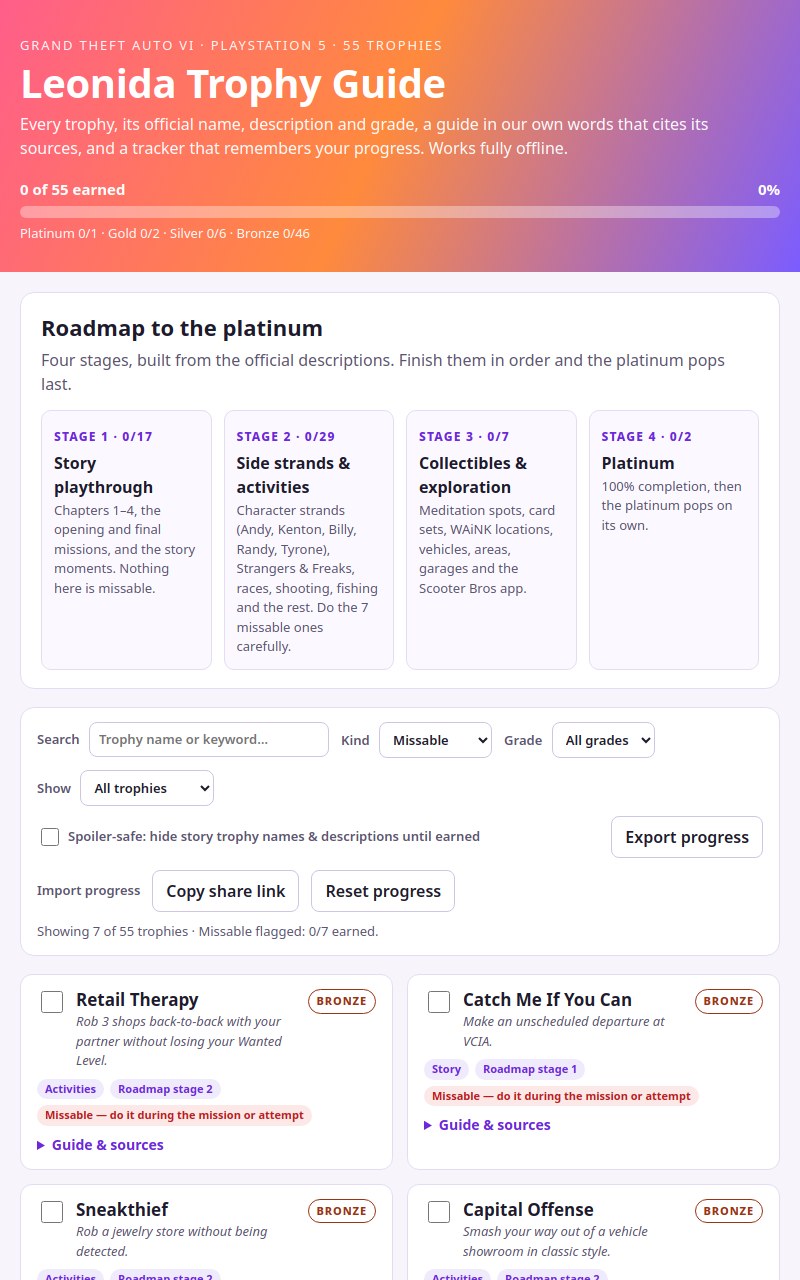 GRAND THEFT AUTO VI · PLAYSTATION 5 · 55 TROPHIES
Leonida Trophy Guide
Every trophy, its official name, description and grade, a guide in our own words that cites its
sources, and a tracker that remembers your progress. Works fully offline.
0 of 55 earned
0%
Platinum 0/1 · Gold 0/2 · Silver 0/6 · Bronze 0/46
Roadmap to the platinum
Four stages, built from the official descriptions. Finish them in order and the platinum pops
last.
STAGE 1 · 0/17
Story
playthrough
Chapters 1–4, the
opening and final
missions, and the story
moments. Nothing
here is missable.
STAGE 2 · 0/29
Side strands &
activities
Character strands
(Andy, Kenton, Billy,
Randy, Tyrone),
Strangers & Freaks,
races, shooting, fishing
and the rest. Do the 7
missable ones
carefully.
STAGE 3 · 0/7
Collectibles &
exploration
Meditation spots, card
sets, WAiNK locations,
vehicles, areas,
garages and the
Scooter Bros app.
STAGE 4 · 0/2
Platinum
100% completion, then
the platinum pops on
its own.
Search
Trophy name or keyword...
Kind
Missable
Grade
All grades
Show
All trophies
Spoiler-safe: hide story trophy names & descriptions until earned
Export progress
Import progress
Copy share link
Reset progress
Showing 7 of 55 trophies · Missable flagged: 0/7 earned.
Retail Therapy
BRONZE
Rob 3 shops back-to-back with your
partner without losing your Wanted
Level.
Activities
Roadmap stage 2
Missable — do it during the mission or attempt
▶ Guide & sources
Catch Me If You Can
BRONZE
Make an unscheduled departure at
VCIA.
Story
Roadmap stage 1
Missable — do it during the mission or attempt
▶ Guide & sources
Sneakthief
BRONZE
Rob a jewelry store without being
detected.
Activities
Roadmap stage 2
Capital Offense
BRONZE
Smash your way out of a vehicle
showroom in classic style.
Activities
Roadmap stage 2